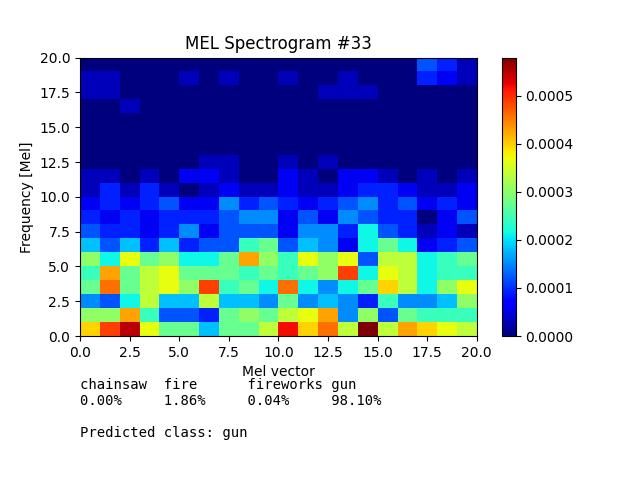 MEL Spectrogram #33
Frequency [Mel]
20.0
17.5
15.0
12.5
10.0
7.5
5.0
2.5
0.0
0.0 2.5 5.0 7.5 10.0 12.5 15.0 17.5 20.0
Mel vector
0.0005
0.0004
0.0003
0.0002
0.0001
0.0000
chainsaw fire fireworks gun
0.00% 1.86% 0.04% 98.10%
Predicted class: gun